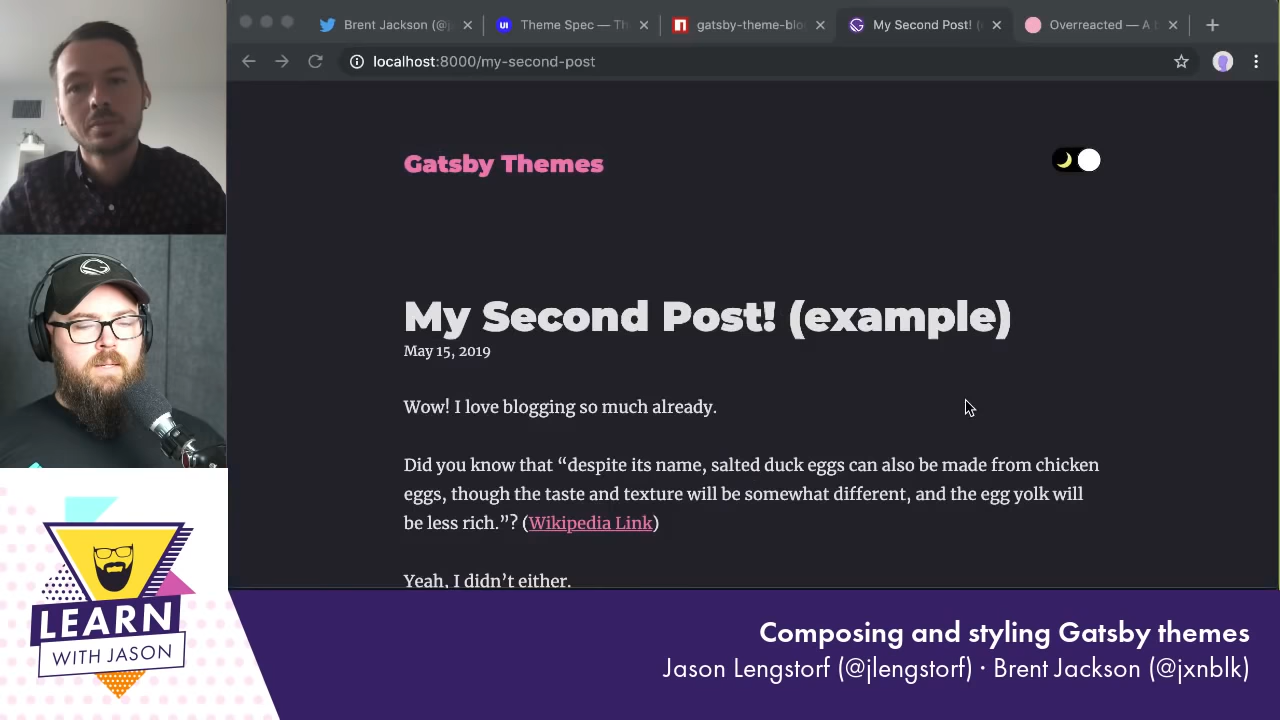 Brent Jackson (@j
Theme Spec — Th
gatsby-theme-blo
My Second Post! (
Overreacted — A b
localhost:8000/my-second-post
Gatsby Themes
My Second Post! (example)
May 15, 2019
Wow! I love blogging so much already.
Did you know that “despite its name, salted duck eggs can also be made from chicken
eggs, though the taste and texture will be somewhat different, and the egg yolk will
be less rich.”? (Wikipedia Link)
Yeah, I didn’t either.
LEARN
WITH JASON
Composing and styling Gatsby themes
Jason Lengstorf (@jlengstorf) · Brent Jackson (@jxnblk)